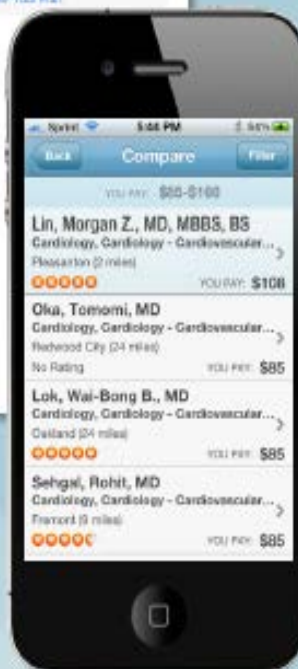 Sprint 5:44 PM
Back Compare Filter
YOU PAY: $85-$108
Lin, Morgan Z., MD, MBBS, BS
Cardiology, Cardiology - Cardiovascular...
Pleasanton (2 miles)
YOU PAY: $108
Oka, Tomomi, MD
Cardiology, Cardiology - Cardiovascular...
Redwood City (24 miles)
No Rating YOU PAY: $85
Lok, Wai-Bong B., MD
Cardiology, Cardiology - Cardiovascular...
Oakland (24 miles)
YOU PAY: $85
Sehgal, Rohit, MD
Cardiology, Cardiology - Cardiovascular...
Fremont (9 miles)
YOU PAY: $85